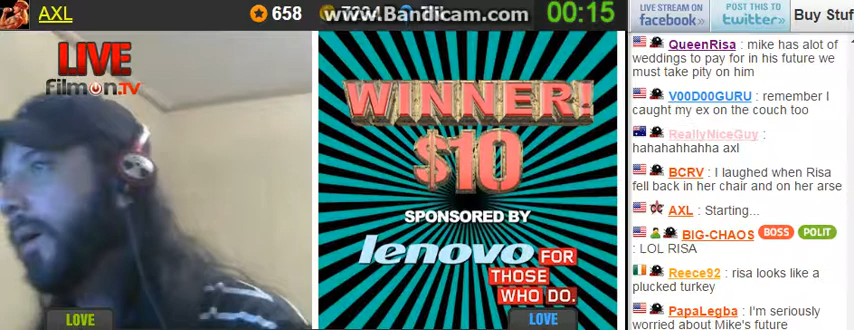 AXL
658
www.Bandicam.com
00:15
LIVE
FilmOn.TV
WINNER!
$10
SPONSORED BY
lenovo FOR
THOSE
WHO DO.
LOVE
LOVE
LIVE STREAM ON
facebook»
POST THIS TO
twitter»
Buy Stuf
QueenRisa : mike has alot of
weddings to pay for in his future we
must take pity on him
V00D00GURU : remember I
caught my ex on the couch too
ReallyNiceGuy :
hahahahhahha axl
BCRV : I laughed when Risa
fell back in her chair and on her arse
AXL : Starting...
BIG-CHAOS BOSS POLIT
: LOL RISA
Reece92 : risa looks like a
plucked turkey
PapaLegba : I'm seriously
worried about Mike's future